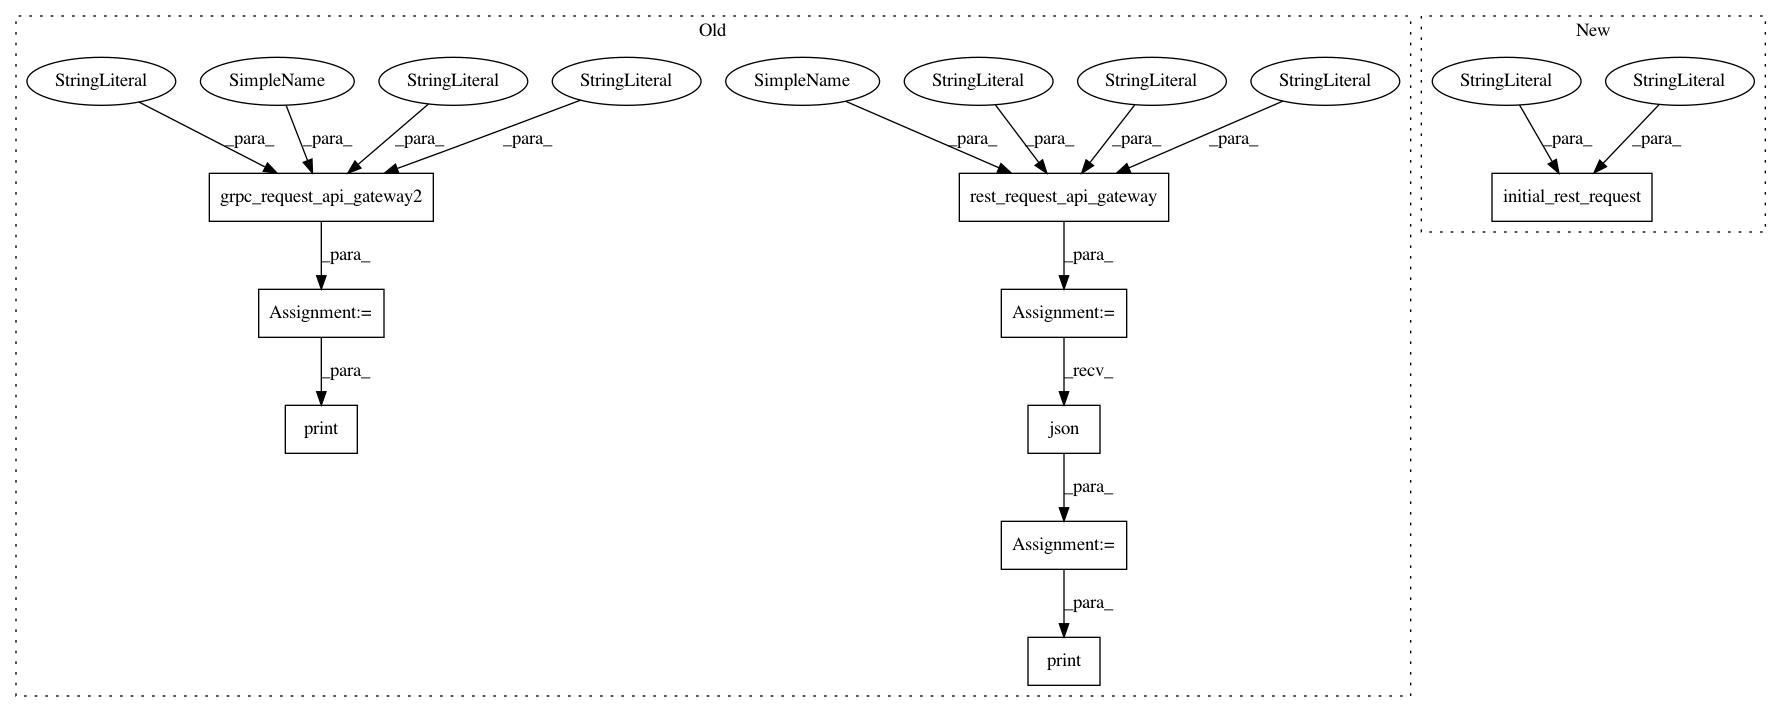 Old
New
StringLiteral
SimpleName
StringLiteral
StringLiteral
SimpleName
StringLiteral
StringLiteral
StringLiteral
StringLiteral
StringLiteral
_para_
_para_
_para_
_para_
_para_
_para_
_para_
_para_
_para_
_para_
grpc_request_api_gateway2
rest_request_api_gateway
initial_rest_request
_para_
_para_
Assignment:=
Assignment:=
_para_
_recv_
print
json
_para_
Assignment:=
_para_
print